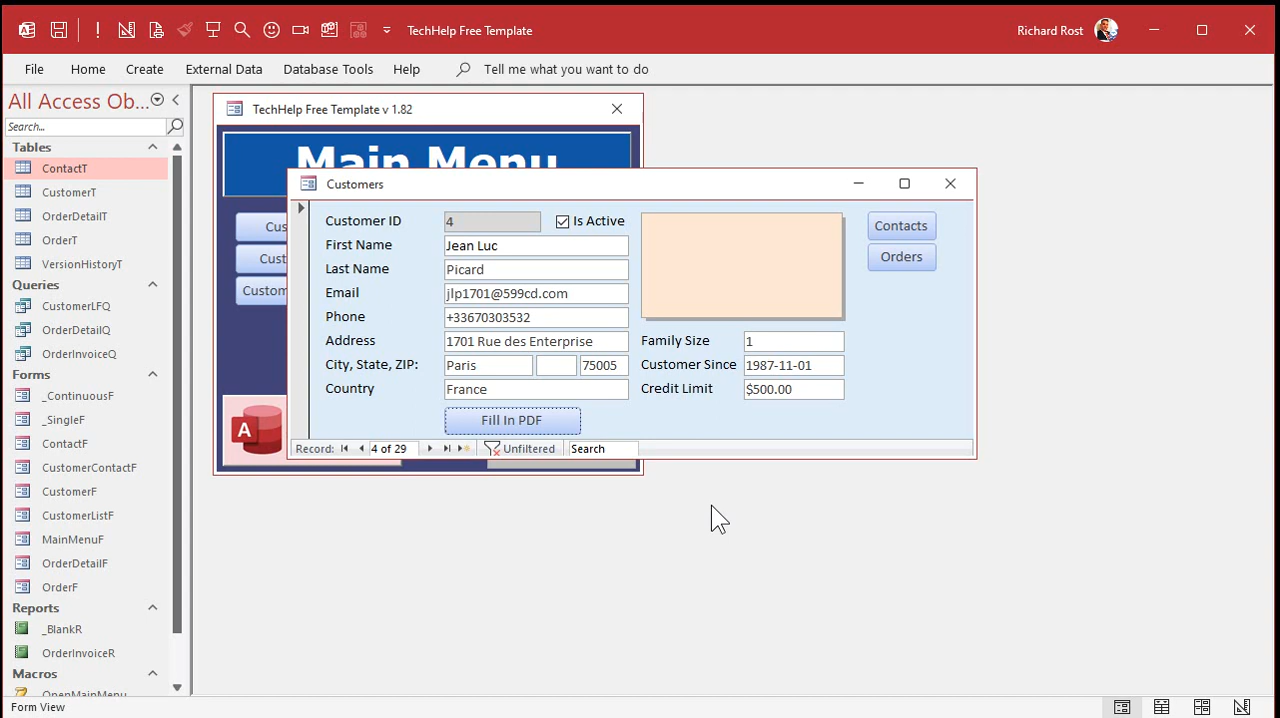 TechHelp Free Template
Richard Rost
File Home Create External Data Database Tools Help Tell me what you want to do
All Access Ob...
Search...
Tables
ContactT
CustomerT
OrderDetailT
OrderT
VersionHistoryT
Queries
CustomerLFQ
OrderDetailQ
OrderInvoiceQ
Forms
_ContinuousF
_SingleF
ContactF
CustomerContactF
CustomerF
CustomerListF
MainMenuF
OrderDetailF
OrderF
Reports
_BlankR
OrderInvoiceR
Macros
OpenMainMenu
TechHelp Free Template v 1.82
Main Menu
Cus
Cust
Custom
A
Customers
Customer ID 4 Is Active
First Name Jean Luc
Last Name Picard
Email jlp1701@599cd.com
Phone +33670303532
Address 1701 Rue des Enterprise
City, State, ZIP: Paris 75005
Country France
Fill In PDF
Family Size 1
Customer Since 1987-11-01
Credit Limit $500.00
Contacts
Orders
Record: 4 of 29 Unfiltered Search
Form View